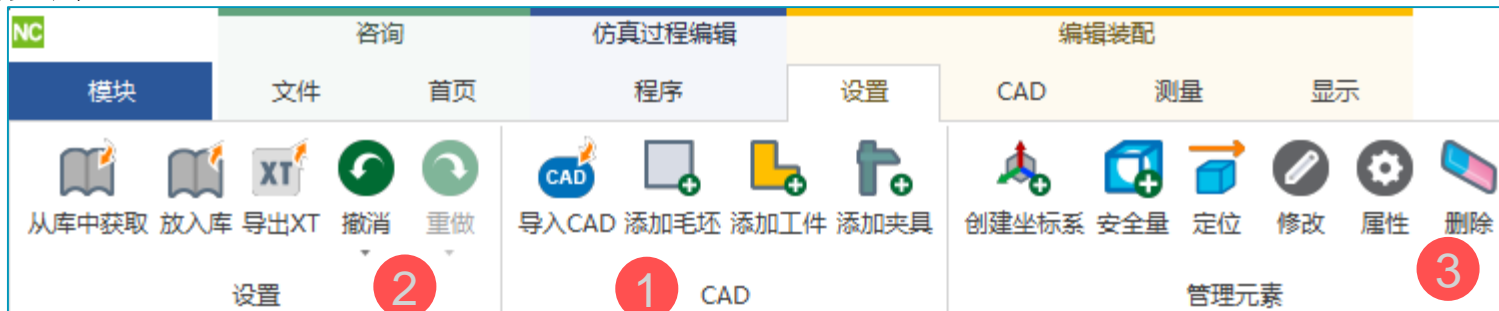 NC 咨询 仿真过程编辑 编辑装配
模块 文件 首页 程序 设置 CAD 测量 显示
XT CAD
从库中获取 放入库 导出XT 撤消 重做 导入CAD 添加毛坯 添加工件 添加夹具 创建坐标系 安全量 定位 修改 属性 删除
设置 2 1 CAD 管理元素 3